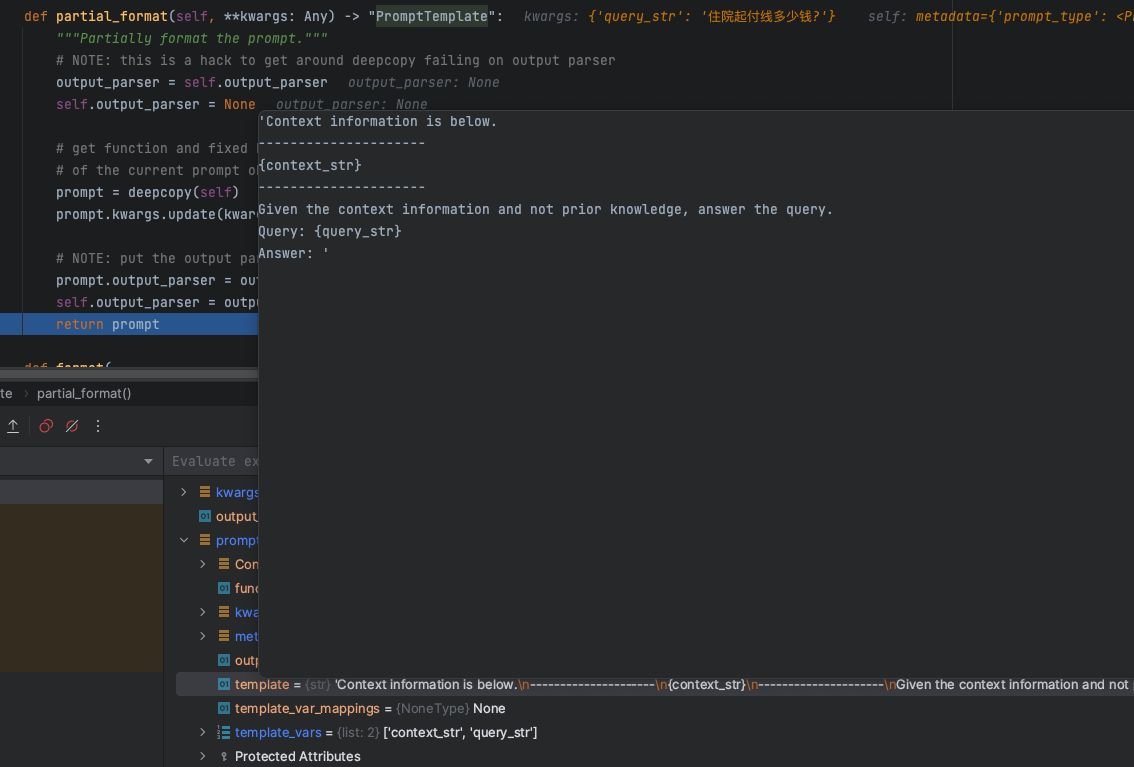 def partial_format(self, **kwargs: Any) -> "PromptTemplate":   kwargs: {'query_str': '住院起付线多少钱?'}    self: metadata={'prompt_type': <P
"""Partially format the prompt."""
# NOTE: this is a hack to get around deepcopy failing on output parser
output_parser = self.output_parser   output_parser: None
self.output_parser = None   output_parser: None
# get function and fixed
# of the current prompt
prompt = deepcopy(self)
prompt.kwargs.update(kwar
# NOTE: put the output pa
prompt.output_parser = out
self.output_parser = outp
return prompt
def format(
'Context information is below.
---------------------
{context_str}
---------------------
Given the context information and not prior knowledge, answer the query.
Query: {query_str}
Answer: '
te > partial_format()
Evaluate ex
kwargs
output_
prompt
Con
func
kwa
met
outp
template = {str} 'Context information is below.\n---------------------\n{context_str}\n---------------------\nGiven the context information and not
template_var_mappings = {NoneType} None
template_vars = {list: 2} ['context_str', 'query_str']
Protected Attributes